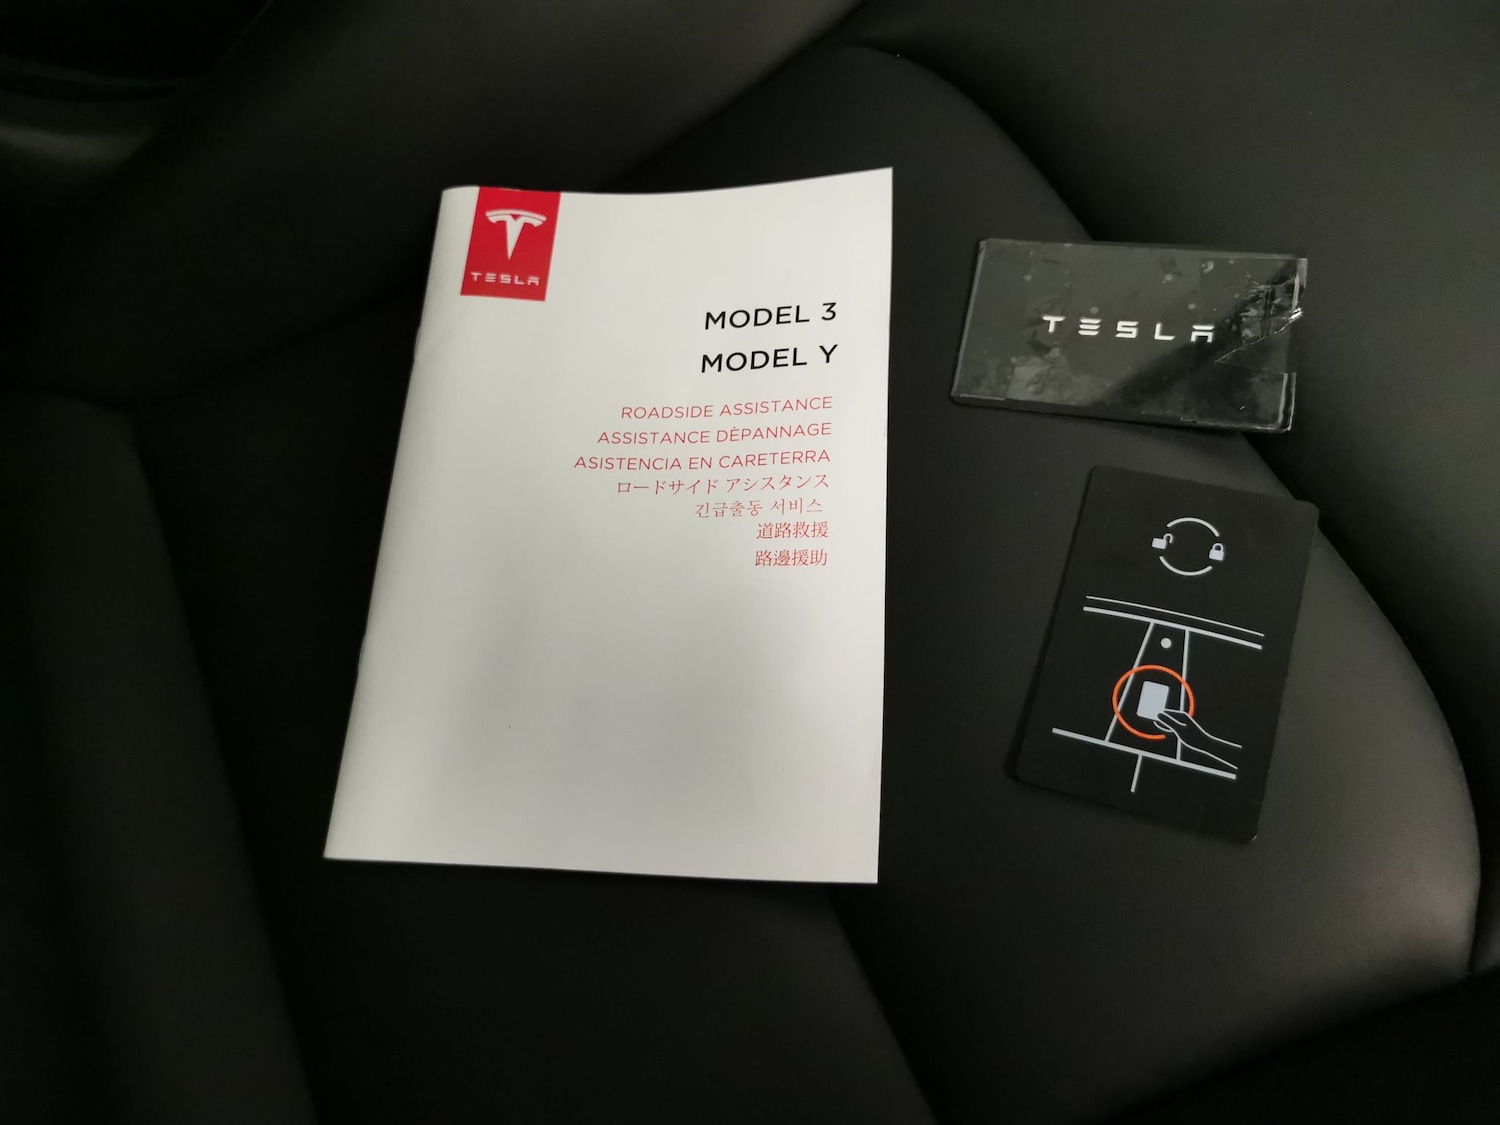 TESLA
MODEL 3
MODEL Y
ROADSIDE ASSISTANCE
ASSISTANCE DÈPANNAGE
ASISTENCIA EN CARETERRA
ロードサイド アシスタンス
긴급출동 서비스
道路救援
路邊援助
TESLA